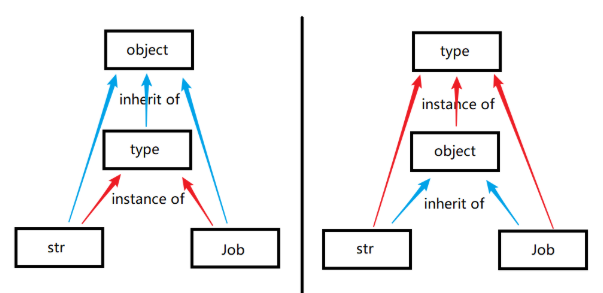 object
inherit of
type
instance of
str
Job
type
instance of
object
inherit of
str
Job